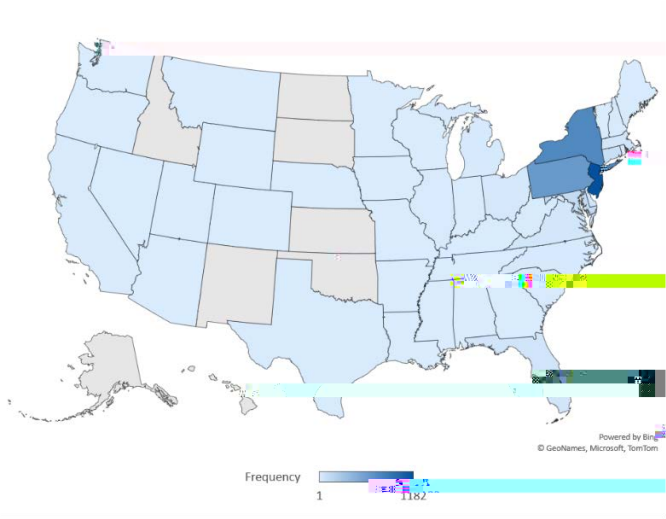 Powered by Bing
© GeoNames, Microsoft, TomTom
Frequency
1
1182